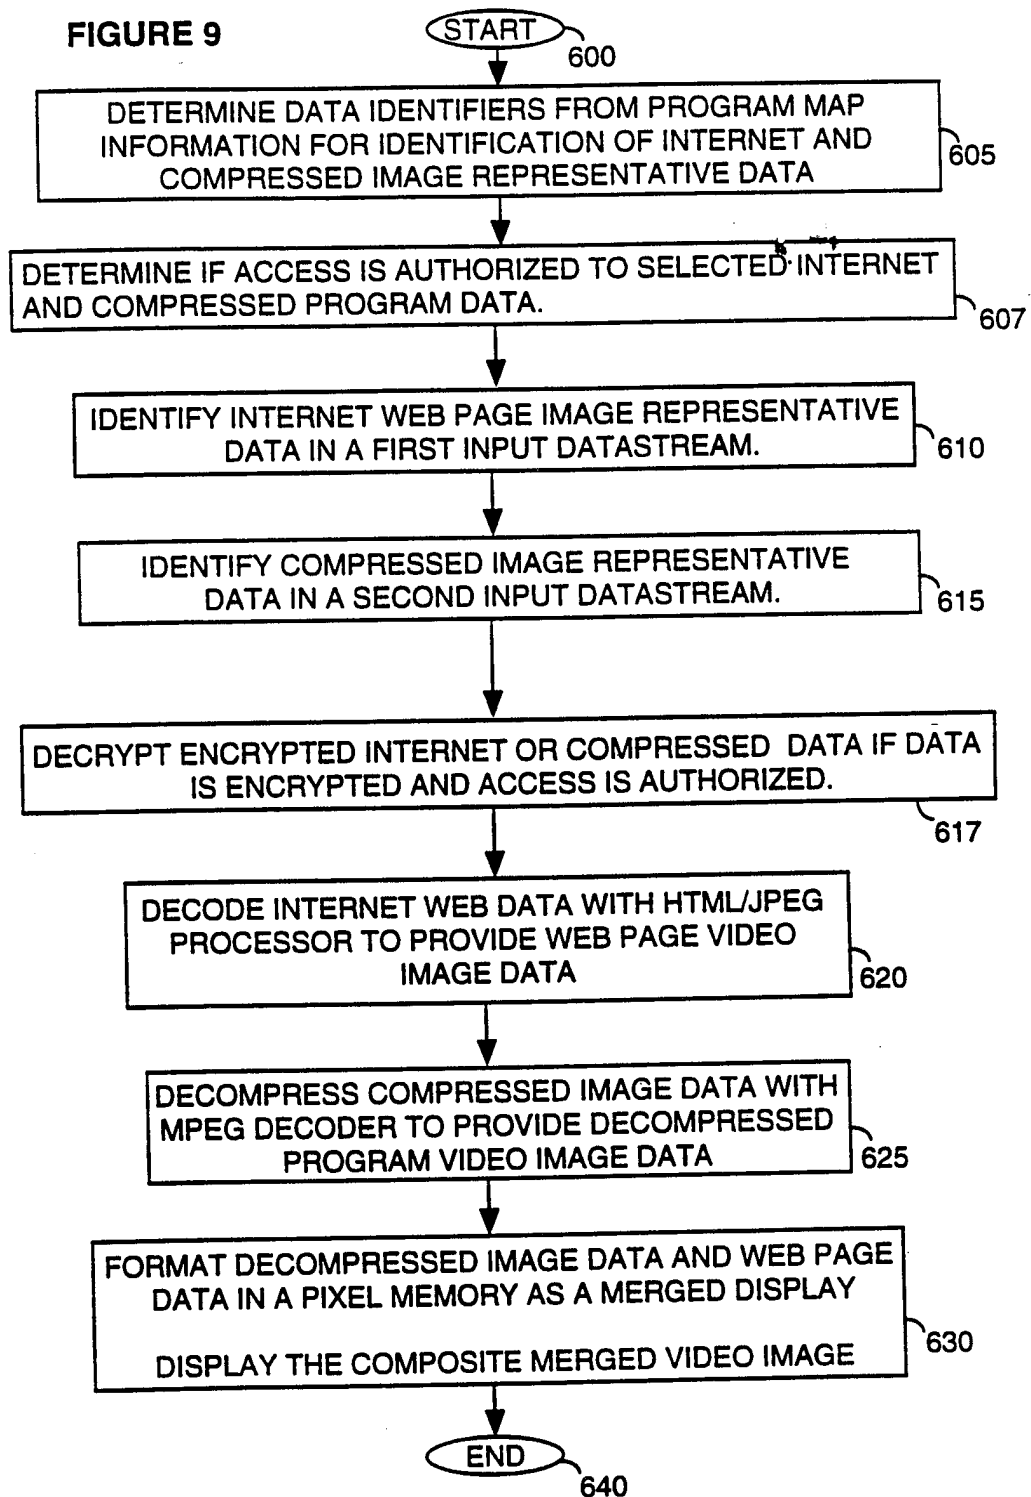 FIGURE 9
START
600
DETERMINE DATA IDENTIFIERS FROM PROGRAM MAP
INFORMATION FOR IDENTIFICATION OF INTERNET AND
COMPRESSED IMAGE REPRESENTATIVE DATA
605
DETERMINE IF ACCESS IS AUTHORIZED TO SELECTED INTERNET
AND COMPRESSED PROGRAM DATA.
607
IDENTIFY INTERNET WEB PAGE IMAGE REPRESENTATIVE
DATA IN A FIRST INPUT DATASTREAM.
610
IDENTIFY COMPRESSED IMAGE REPRESENTATIVE
DATA IN A SECOND INPUT DATASTREAM.
615
DECRYPT ENCRYPTED INTERNET OR COMPRESSED DATA IF DATA
IS ENCRYPTED AND ACCESS IS AUTHORIZED.
617
DECODE INTERNET WEB DATA WITH HTML/JPEG
PROCESSOR TO PROVIDE WEB PAGE VIDEO
IMAGE DATA
620
DECOMPRESS COMPRESSED IMAGE DATA WITH
MPEG DECODER TO PROVIDE DECOMPRESSED
PROGRAM VIDEO IMAGE DATA
625
FORMAT DECOMPRESSED IMAGE DATA AND WEB PAGE
DATA IN A PIXEL MEMORY AS A MERGED DISPLAY
DISPLAY THE COMPOSITE MERGED VIDEO IMAGE
630
END
640